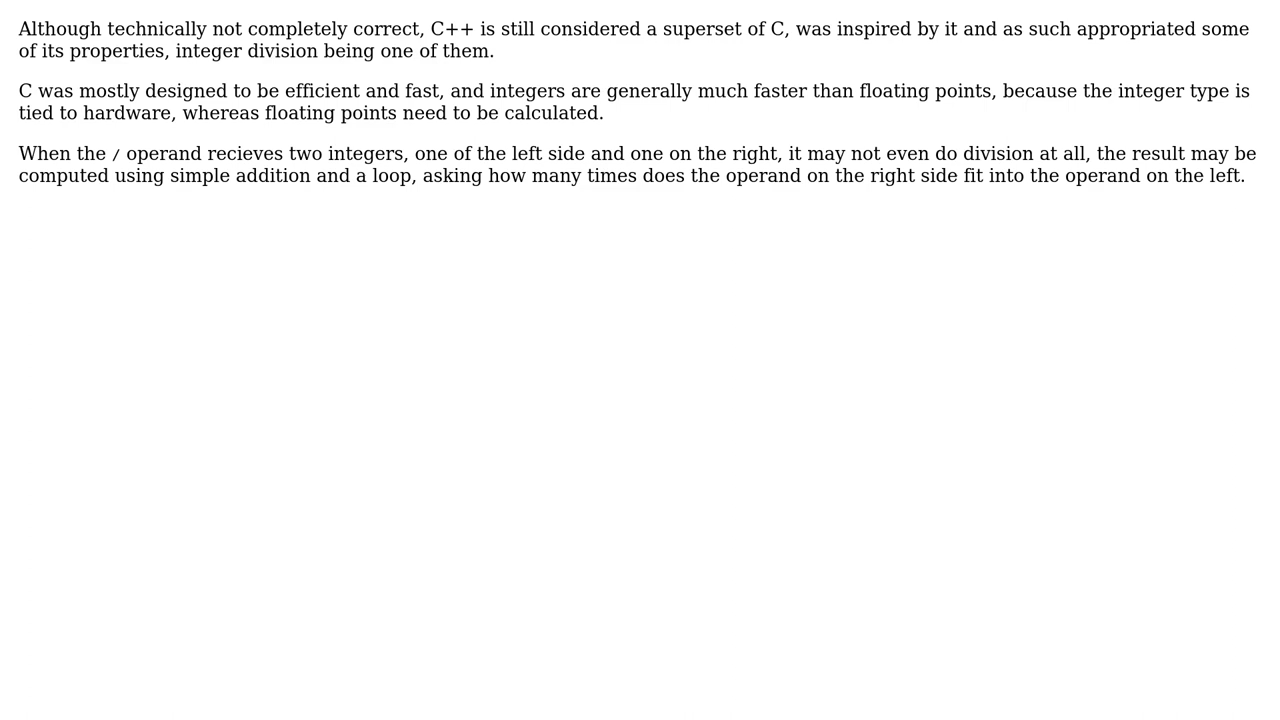 Although technically not completely correct, C++ is still considered a superset of C, was inspired by it and as such appropriated some
of its properties, integer division being one of them.
C was mostly designed to be efficient and fast, and integers are generally much faster than floating points, because the integer type is
tied to hardware, whereas floating points need to be calculated.
When the / operand recieves two integers, one of the left side and one on the right, it may not even do division at all, the result may be
computed using simple addition and a loop, asking how many times does the operand on the right side fit into the operand on the left.